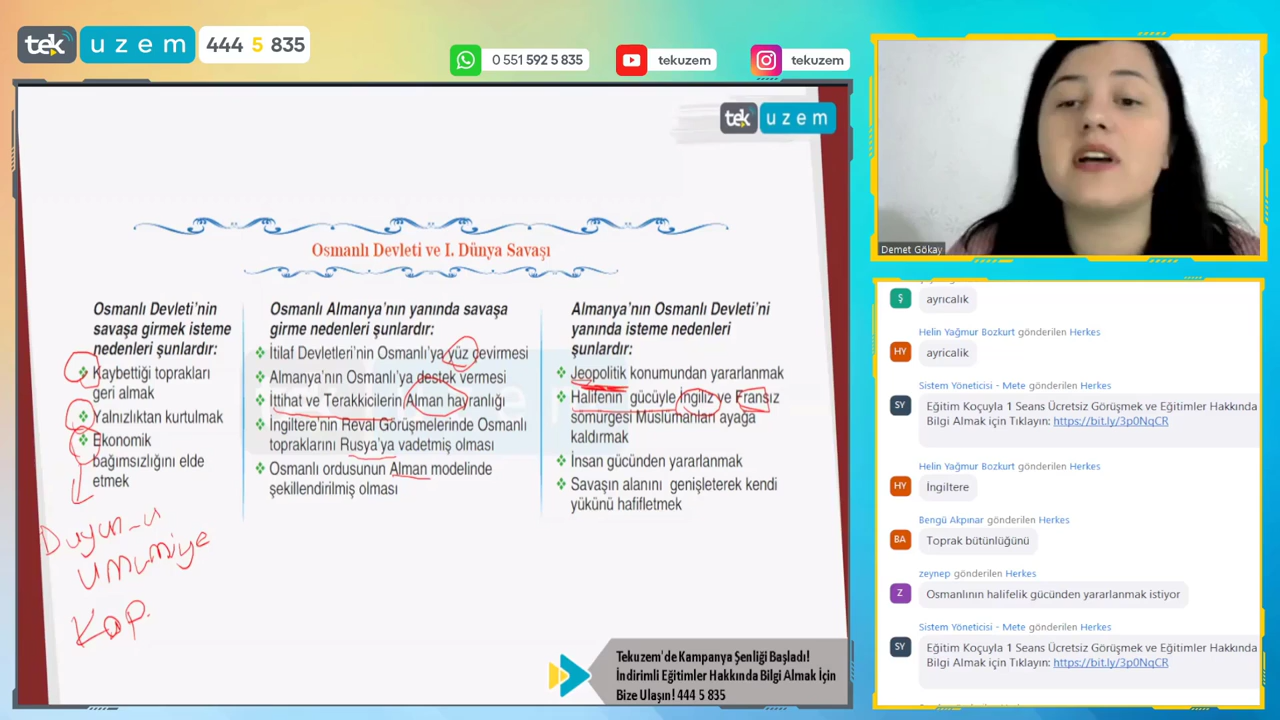 tek
uzem
444 5 835
0 551 592 5 835
tekuzem
tekuzem
tek
uzem
Osmanlı Devleti ve I. Dünya Savaşı
Osmanlı Devleti'nin
savaşa girmek isteme
nedenleri şunlardır:
Kaybettiği toprakları
geri almak
Yalnızlıktan kurtulmak
Ekonomik
bağımsızlığını elde
etmek
Duyun-u
umumiye
Kap.
Osmanlı Almanya'nın yanında savaşa
girme nedenleri şunlardır:
İtilaf Devletleri'nin Osmanlı'ya yüz çevirmesi
Almanya'nın Osmanlı'ya destek vermesi
İttihat ve Terakkicilerin Alman hayranlığı
İngiltere'nin Reval Görüşmelerinde Osmanlı
topraklarını Rusya'ya vadetmiş olması
Osmanlı ordusunun Alman modelinde
şekillendirilmiş olması
Almanya'nın Osmanlı Devleti'ni
yanında isteme nedenleri
şunlardır:
Jeopolitik konumundan yararlanmak
Halifenin gücüyle İngiliz ve Fransız
sömürgesi Müslümanları ayağa
kaldırmak
İnsan gücünden yararlanmak
Savaşın alanını genişleterek kendi
yükünü hafifletmek
Tekuzem'de Kampanya Şenliği Başladı!
İndirimli Eğitimler Hakkında Bilgi Almak İçin
Bize Ulaşın! 444 5 835
Demet Gökay
Ş
ayrıcalık
Helin Yağmur Bozkurt gönderilen Herkes
HY
ayricalik
Sistem Yöneticisi - Mete gönderilen Herkes
SY
Eğitim Koçuyla 1 Seans Ücretsiz Görüşmek ve Eğitimler Hakkında
Bilgi Almak için Tıklayın: https://bit.ly/3p0NqCR
Helin Yağmur Bozkurt gönderilen Herkes
HY
İngiltere
Bengü Akpınar gönderilen Herkes
BA
Toprak bütünlüğünü
zeynep gönderilen Herkes
Z
Osmanlının halifelik gücünden yararlanmak istiyor
Sistem Yöneticisi - Mete gönderilen Herkes
SY
Eğitim Koçuyla 1 Seans Ücretsiz Görüşmek ve Eğitimler Hakkında
Bilgi Almak için Tıklayın: https://bit.ly/3p0NqCR